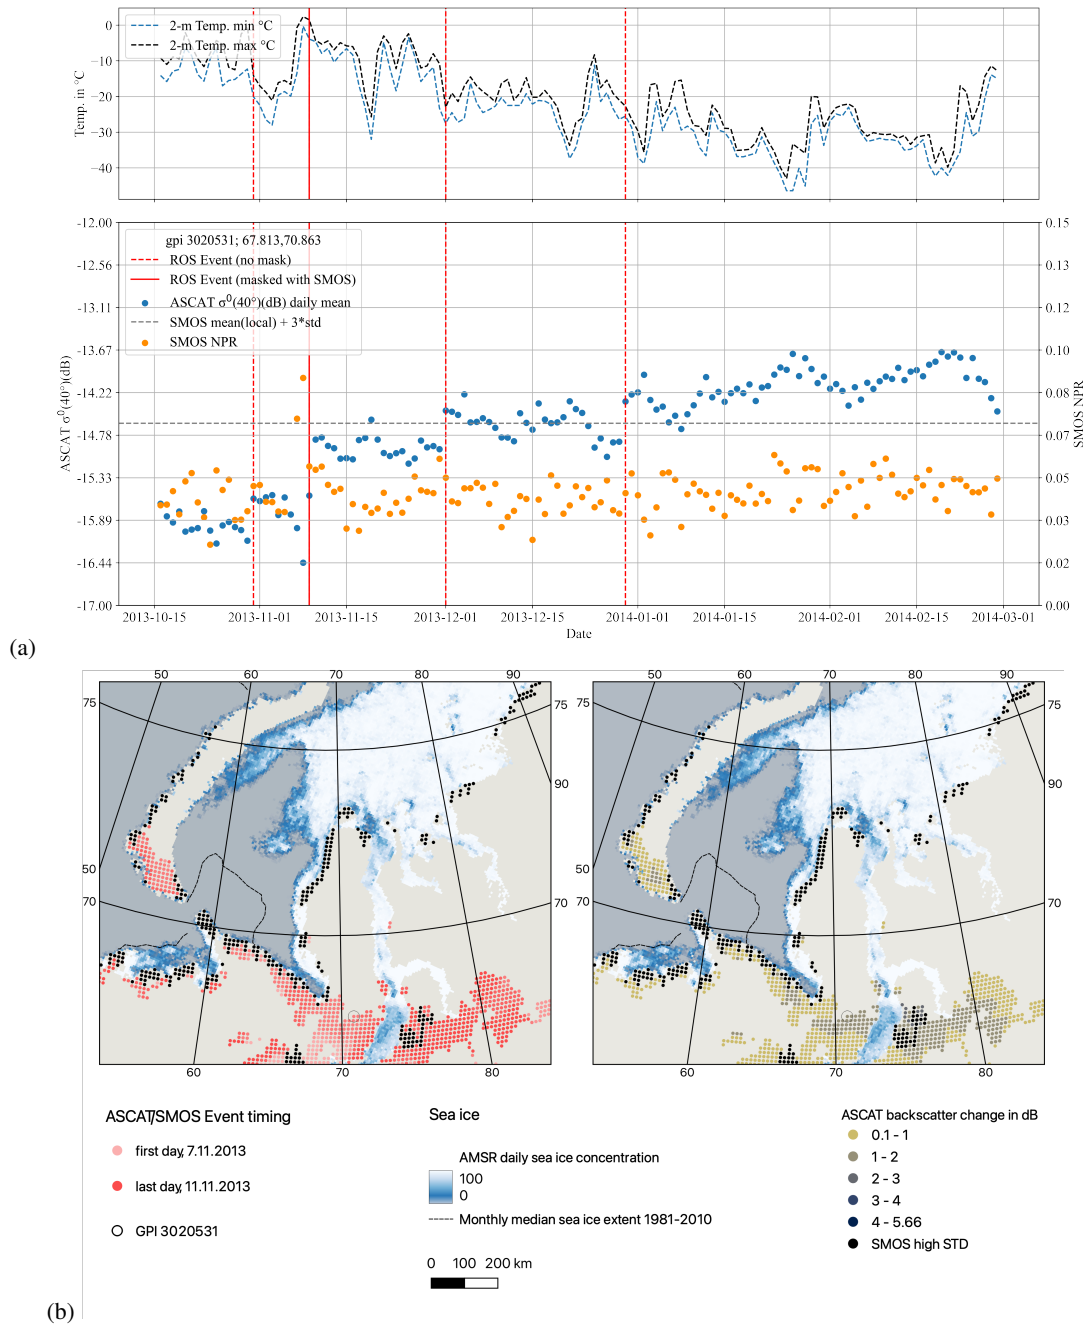 0
−10
−20
−30
−40
Temp. in °C
2-m Temp. min °C
2-m Temp. max °C
-12.00
-12.56
-13.11
-13.67
-14.22
-14.78
-15.33
-15.89
-16.44
-17.00
ASCAT σ⁰(40°)(dB)
gpi 3020531; 67.813,70.863
ROS Event (no mask)
ROS Event (masked with SMOS)
ASCAT σ⁰(40°)(dB) daily mean
SMOS mean(local) + 3*std
SMOS NPR
0.15
0.13
0.12
0.10
0.08
0.07
0.05
0.03
0.02
0.00
SMOS NPR
2013-10-15 2013-11-01 2013-11-15 2013-12-01 2013-12-15 2014-01-01 2014-01-15 2014-02-01 2014-02-15 2014-03-01
Date
(a)
50 60 70 80 90
75 75
90
50
70 70
60 70 80
50 60 70 80 90
75 75
90
50
70 70
60 70 80
ASCAT/SMOS Event timing
first day, 7.11.2013
last day, 11.11.2013
GPI 3020531
Sea ice
AMSR daily sea ice concentration
100
0
Monthly median sea ice extent 1981-2010
0 100 200 km
ASCAT backscatter change in dB
0.1 - 1
1 - 2
2 - 3
3 - 4
4 - 5.66
SMOS high STD
(b)